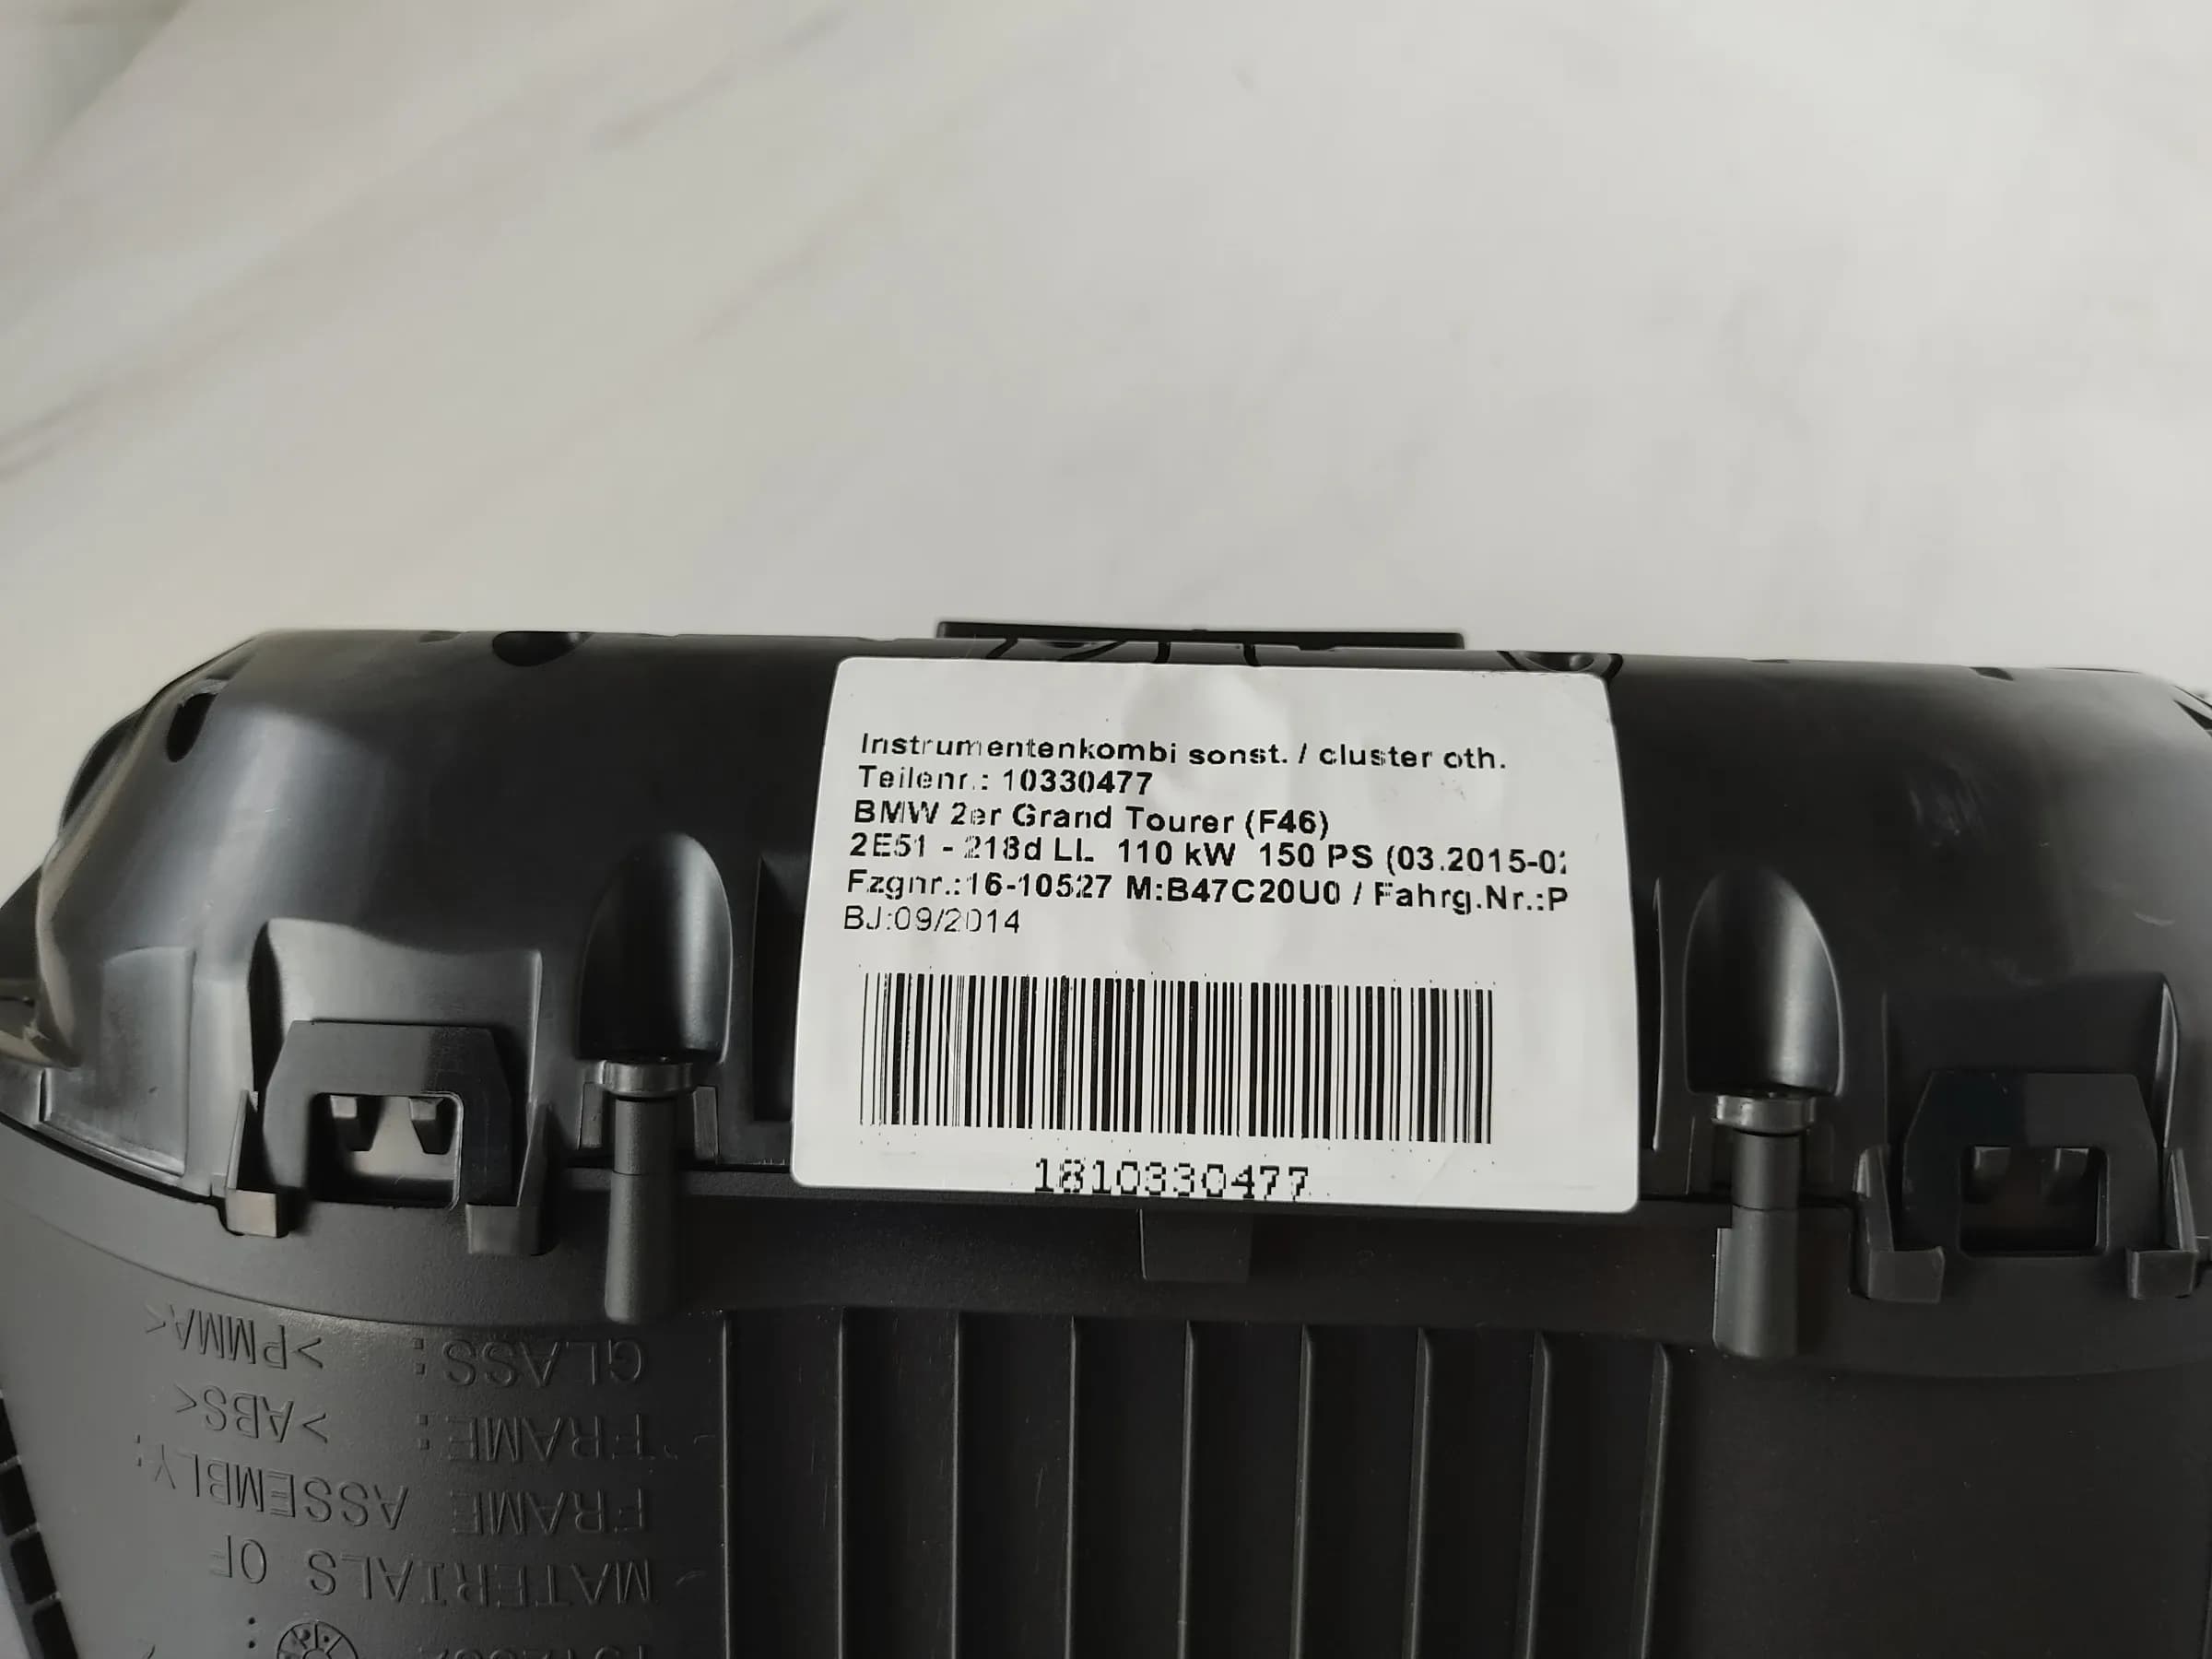 Instrumentenkombi sonst. / cluster oth.
Teilenr.: 10330477
BMW 2er Grand Tourer (F46)
2E51 - 218d LL 110 kW 150 PS (03.2015-0
Fzgnr.:16-10527 M:B47C20U0 / Fahrg.Nr.:P
BJ:09/2014
1810330477
MATERIALS OF
FRAME ASSEMBLY:
FRAME: >ABS<
GLASS: >PMMA<